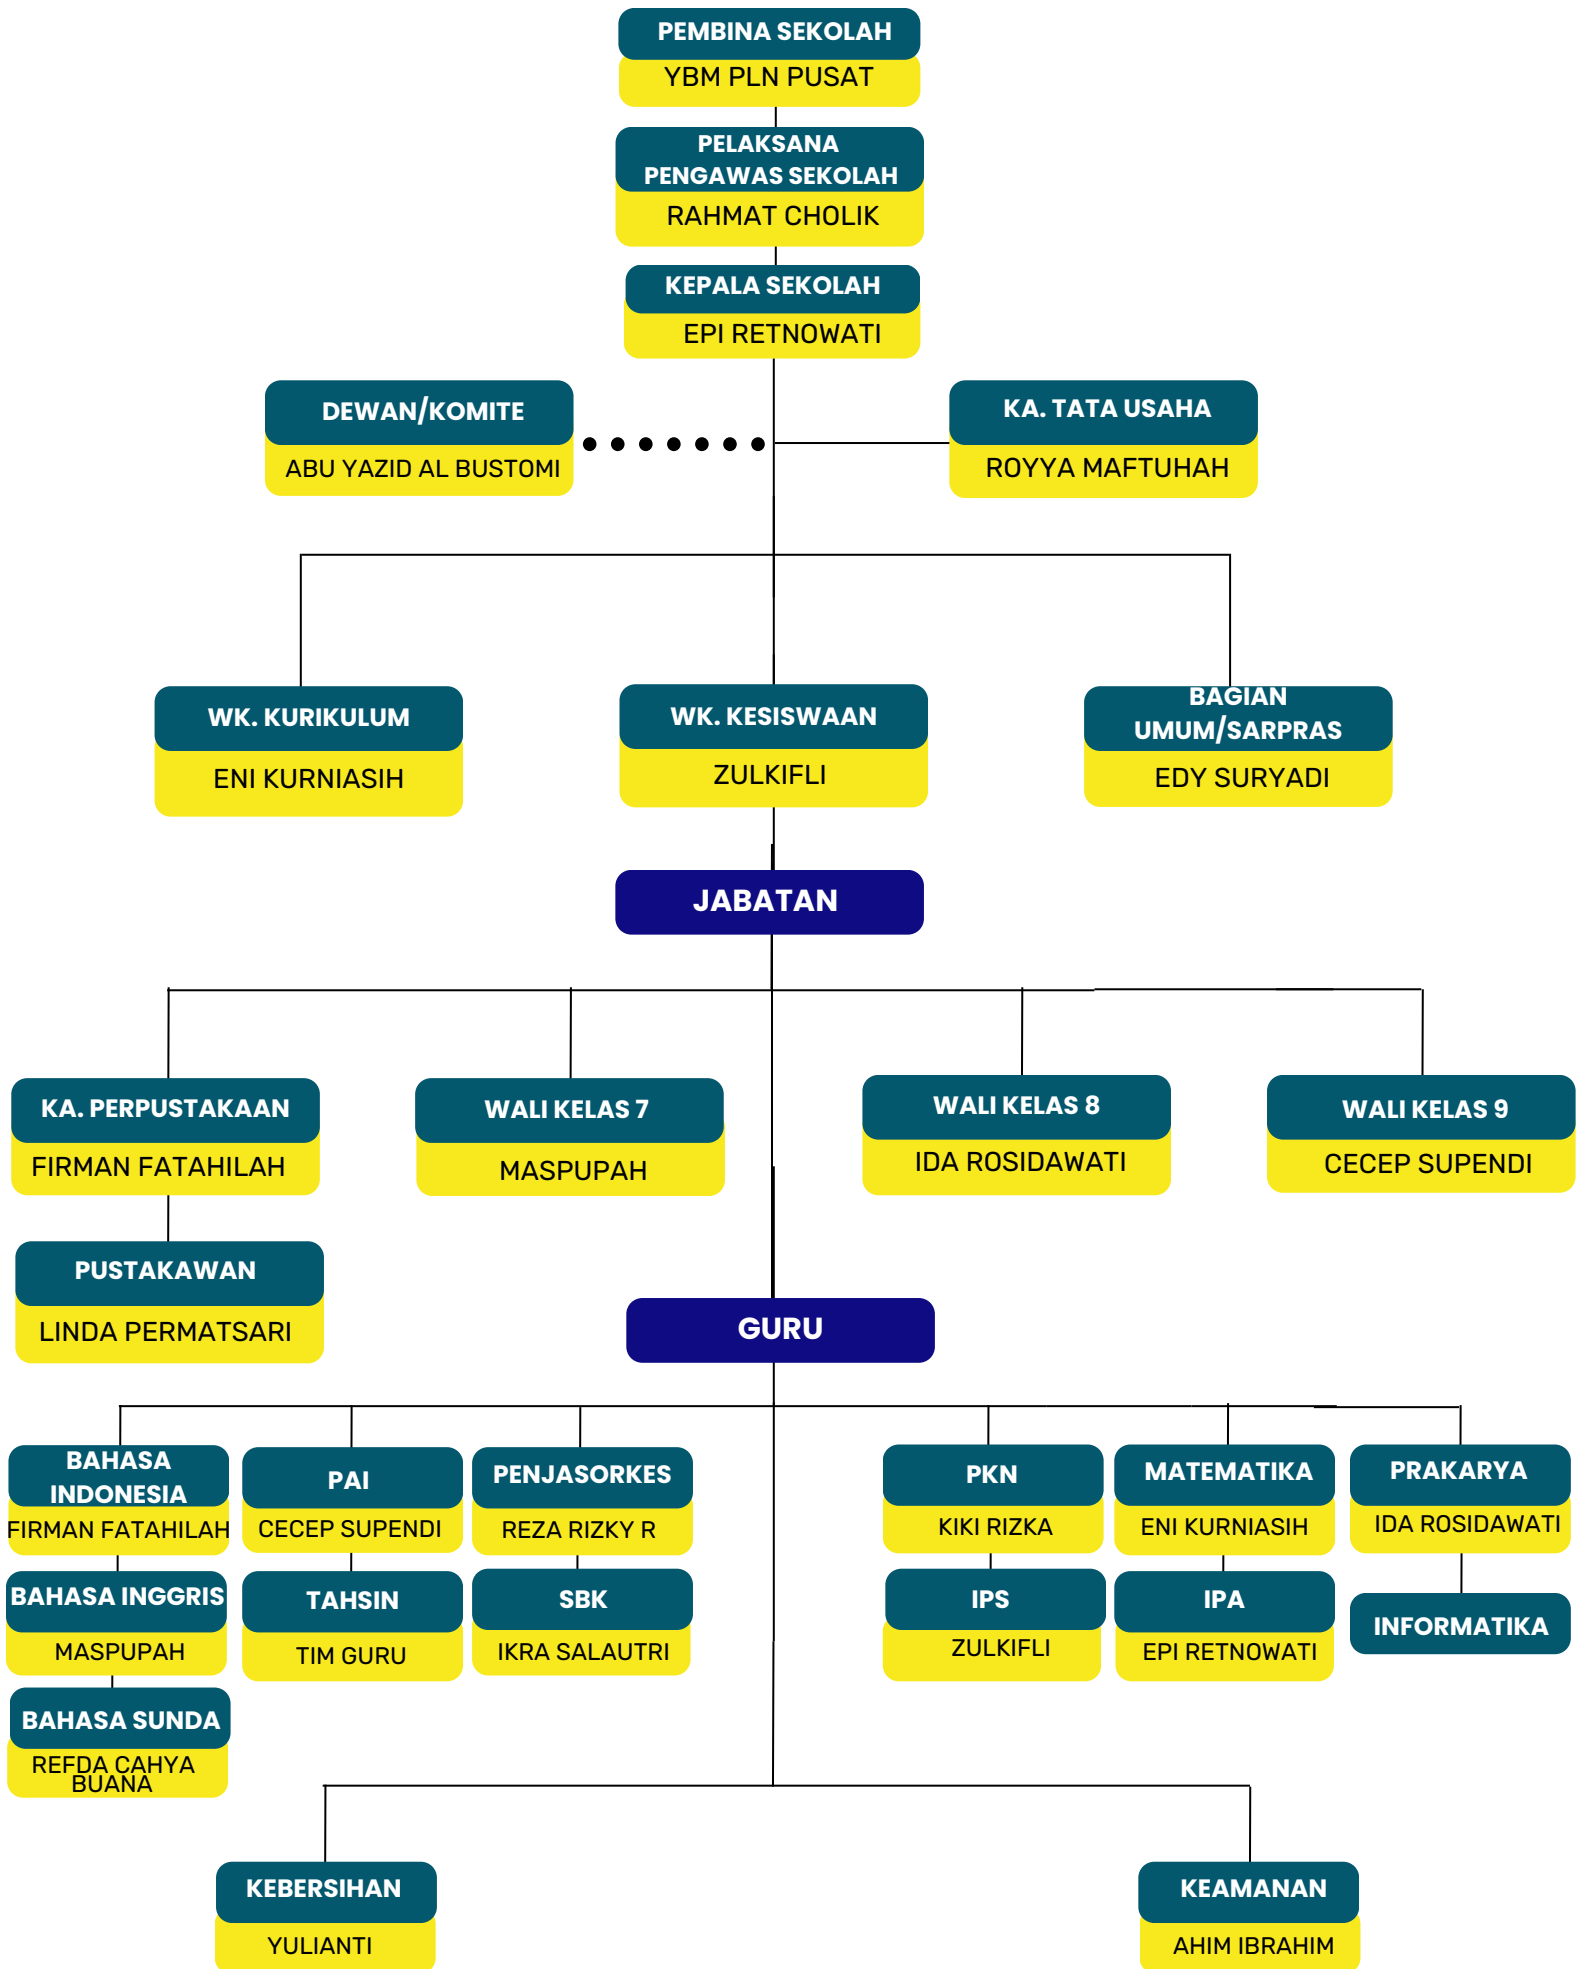 PEMBINA SEKOLAH
YBM PLN PUSAT
PELAKSANA
PENGAWAS SEKOLAH
RAHMAT CHOLIK
KEPALA SEKOLAH
EPI RETNOWATI
DEWAN/KOMITE
ABU YAZID AL BUSTOMI
KA. TATA USAHA
ROYYA MAFTUHAH
WK. KURIKULUM
ENI KURNIASIH
WK. KESISWAAN
ZULKIFLI
BAGIAN
UMUM/SARPRAS
EDY SURYADI
JABATAN
KA. PERPUSTAKAAN
FIRMAN FATAHILAH
WALI KELAS 7
MASPUPAH
WALI KELAS 8
IDA ROSIDAWATI
WALI KELAS 9
CECEP SUPENDI
PUSTAKAWAN
LINDA PERMATSARI
GURU
BAHASA
INDONESIA
FIRMAN FATAHILAH
PAI
CECEP SUPENDI
PENJASORKES
REZA RIZKY R
PKN
KIKI RIZKA
MATEMATIKA
ENI KURNIASIH
PRAKARYA
IDA ROSIDAWATI
BAHASA INGGRIS
MASPUPAH
TAHSIN
TIM GURU
SBK
IKRA SALAUTRI
IPS
ZULKIFLI
IPA
EPI RETNOWATI
INFORMATIKA
BAHASA SUNDA
REFDA CAHYA
BUANA
KEBERSIHAN
YULIANTI
KEAMANAN
AHIM IBRAHIM